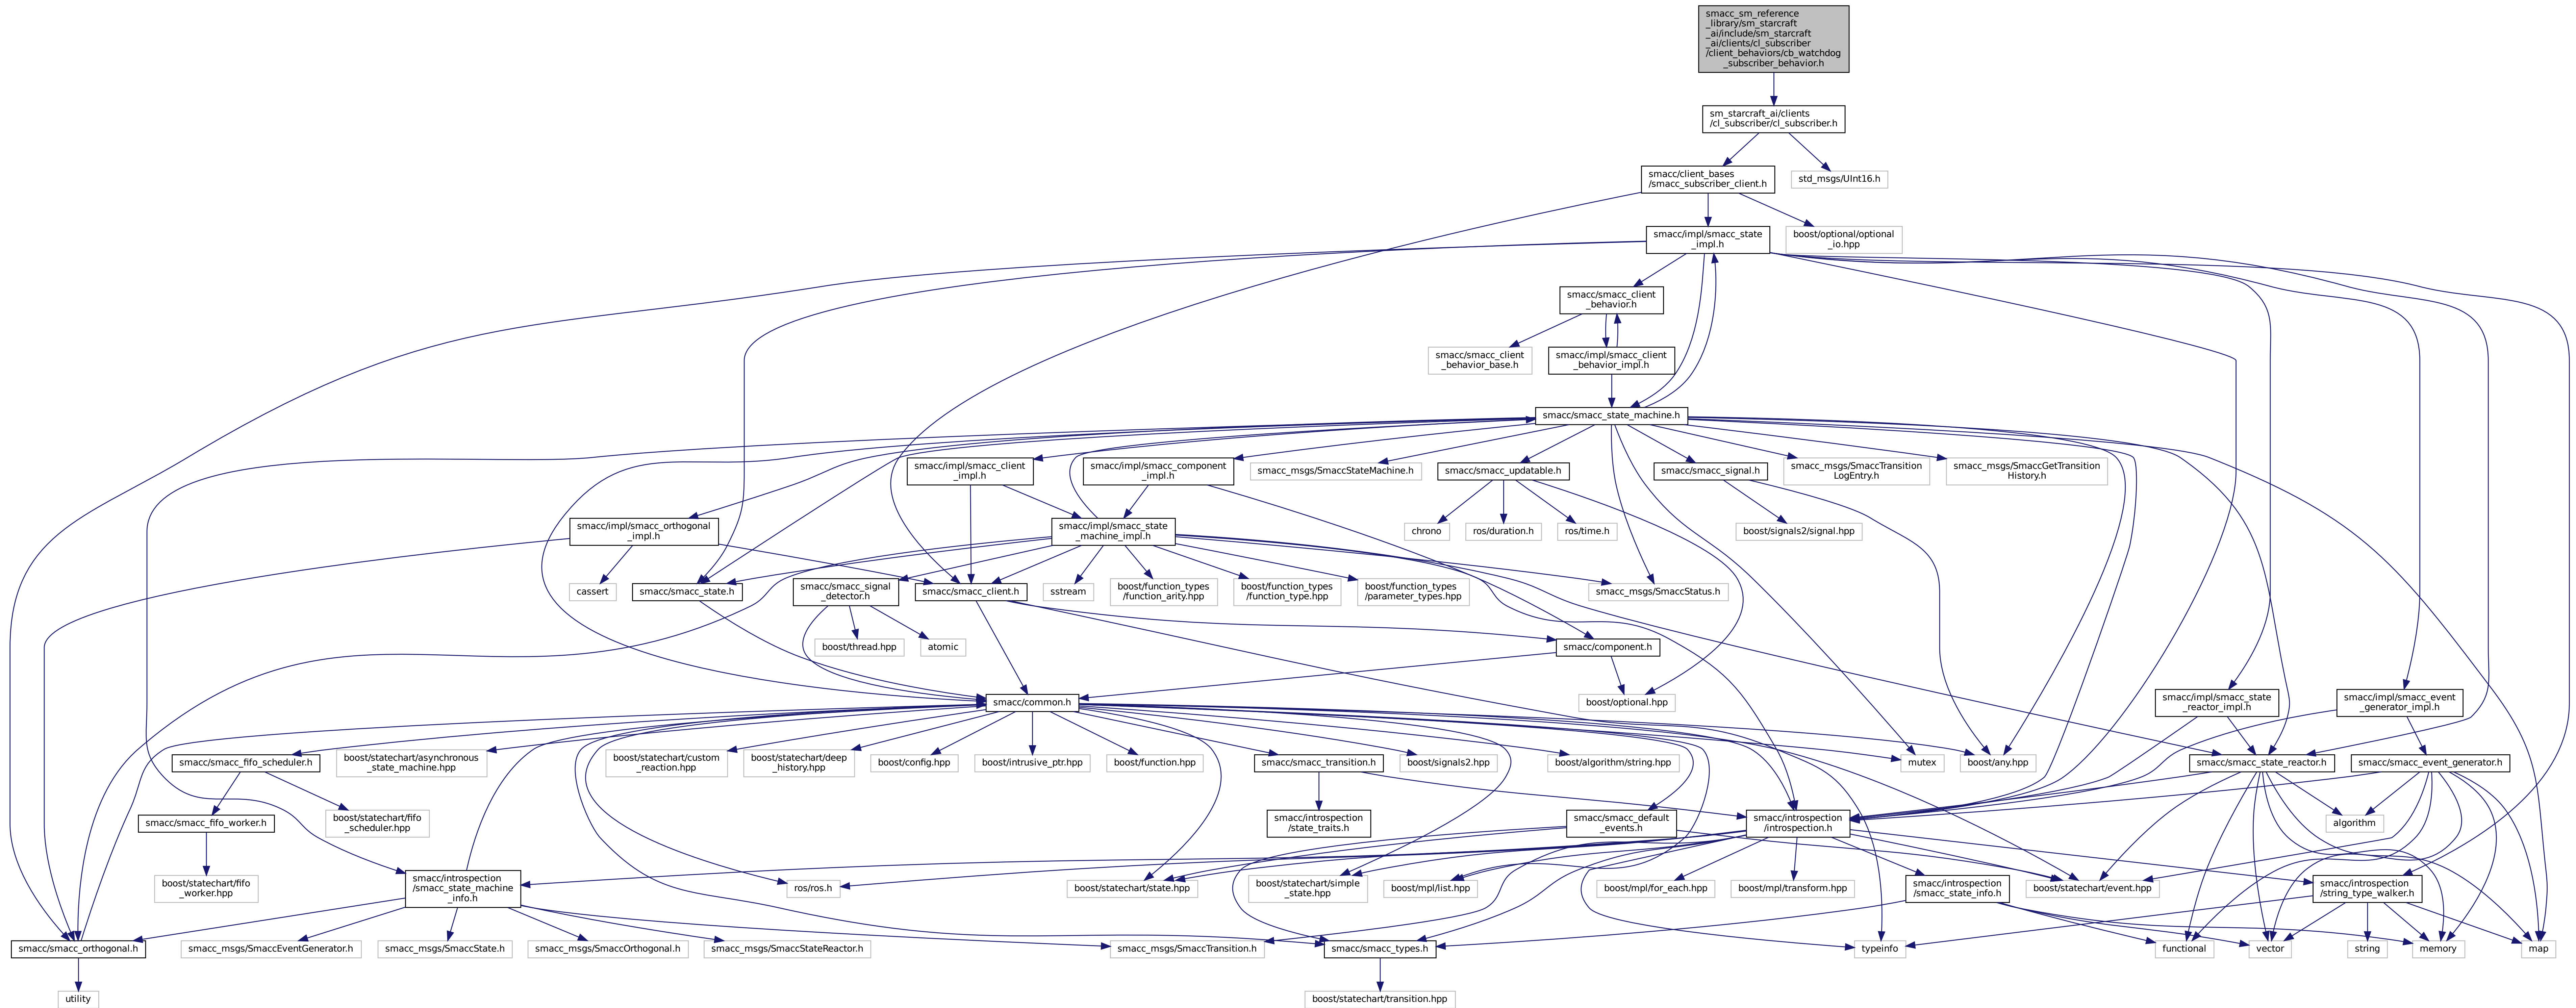 smacc_sm_reference
_library/sm_starcraft
_ai/include/sm_starcraft
_ai/clients/cl_subscriber
/client_behaviors/cb_watchdog
_subscriber_behavior.h
sm_starcraft_ai/clients
/cl_subscriber/cl_subscriber.h
smacc/client_bases
/smacc_subscriber_client.h
std_msgs/UInt16.h
smacc/impl/smacc_state
_impl.h
boost/optional/optional
_io.hpp
smacc/smacc_client
_behavior.h
smacc/smacc_client
_behavior_base.h
smacc/impl/smacc_client
_behavior_impl.h
smacc/smacc_state_machine.h
smacc/impl/smacc_client
_impl.h
smacc/impl/smacc_component
_impl.h
smacc_msgs/SmaccStateMachine.h
smacc/smacc_updatable.h
smacc/smacc_signal.h
smacc_msgs/SmaccTransition
LogEntry.h
smacc_msgs/SmaccGetTransition
History.h
smacc/impl/smacc_orthogonal
_impl.h
smacc/impl/smacc_state
_machine_impl.h
chrono
ros/duration.h
ros/time.h
boost/signals2/signal.hpp
cassert
smacc/smacc_state.h
smacc/smacc_signal
_detector.h
smacc/smacc_client.h
sstream
boost/function_types
/function_arity.hpp
boost/function_types
/function_type.hpp
boost/function_types
/parameter_types.hpp
smacc_msgs/SmaccStatus.h
boost/thread.hpp
atomic
smacc/component.h
smacc/common.h
boost/optional.hpp
smacc/impl/smacc_state
_reactor_impl.h
smacc/impl/smacc_event
_generator_impl.h
smacc/smacc_fifo_scheduler.h
boost/statechart/asynchronous
_state_machine.hpp
boost/statechart/custom
_reaction.hpp
boost/statechart/deep
_history.hpp
boost/config.hpp
boost/intrusive_ptr.hpp
boost/function.hpp
smacc/smacc_transition.h
boost/signals2.hpp
boost/algorithm/string.hpp
mutex
boost/any.hpp
smacc/smacc_state_reactor.h
smacc/smacc_event_generator.h
smacc/smacc_fifo_worker.h
boost/statechart/fifo
_scheduler.hpp
smacc/introspection
/state_traits.h
smacc/smacc_default
_events.h
smacc/introspection
/introspection.h
algorithm
boost/statechart/fifo
_worker.hpp
smacc/introspection
/smacc_state_machine
_info.h
ros/ros.h
boost/statechart/state.hpp
boost/statechart/simple
_state.hpp
boost/mpl/list.hpp
boost/mpl/for_each.hpp
boost/mpl/transform.hpp
smacc/introspection
/smacc_state_info.h
boost/statechart/event.hpp
smacc/introspection
/string_type_walker.h
smacc/smacc_orthogonal.h
smacc_msgs/SmaccEventGenerator.h
smacc_msgs/SmaccState.h
smacc_msgs/SmaccOrthogonal.h
smacc_msgs/SmaccStateReactor.h
smacc_msgs/SmaccTransition.h
smacc/smacc_types.h
typeinfo
functional
vector
string
memory
map
utility
boost/statechart/transition.hpp